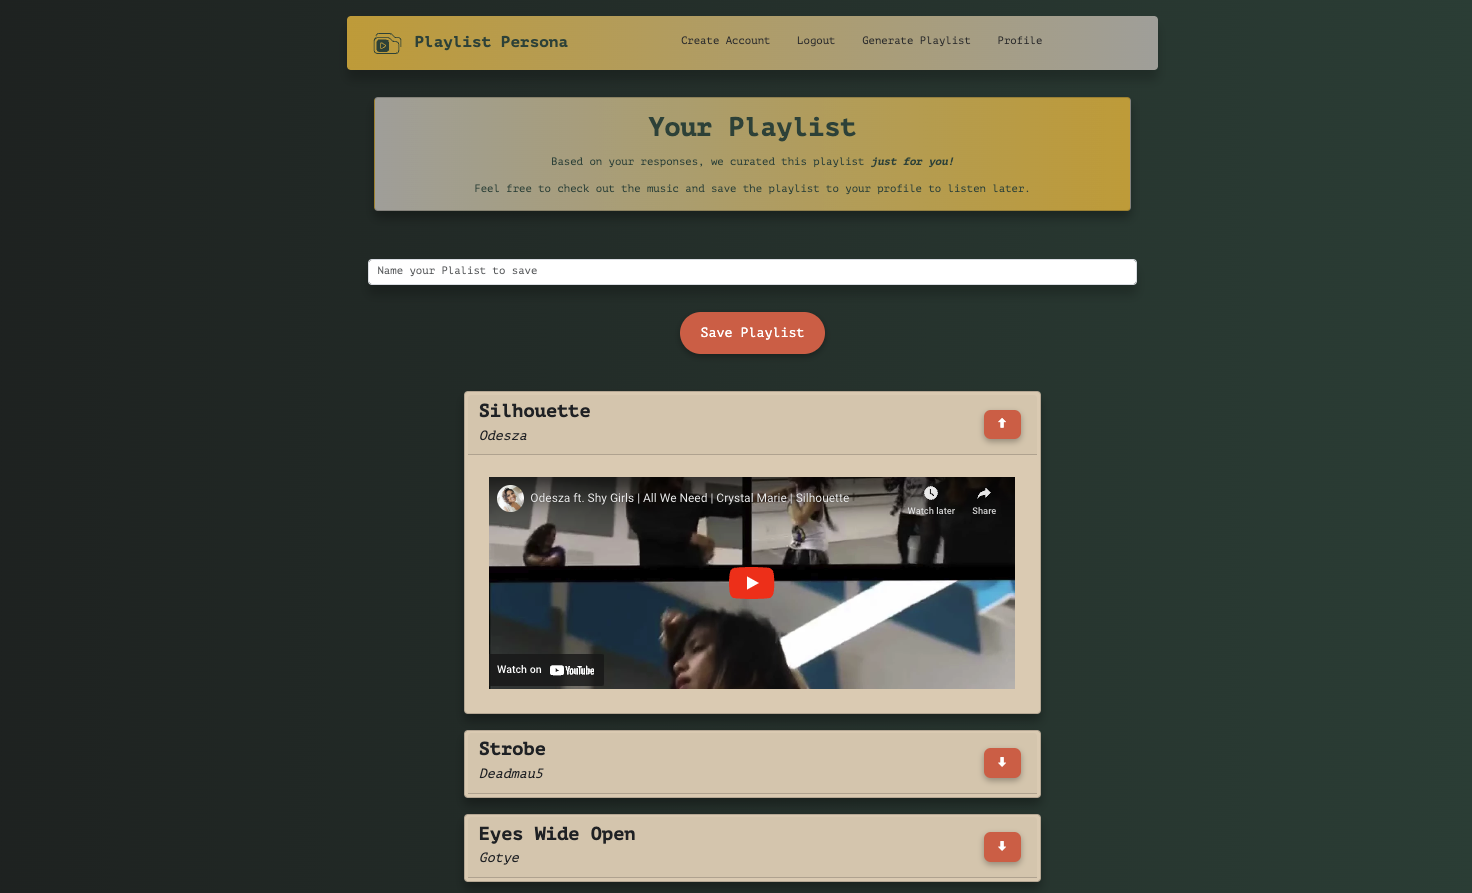 Playlist Persona
Create Account
Logout
Generate Playlist
Profile
Your Playlist
Based on your responses, we curated this playlist just for you!
Feel free to check out the music and save the playlist to your profile to listen later.
Name your Plalist to save
Save Playlist
Silhouette
Odesza
Odesza ft. Shy Girls | All We Need | Crystal Marie | Silhouette
Watch later
Share
Watch on YouTube
Strobe
Deadmau5
Eyes Wide Open
Gotye